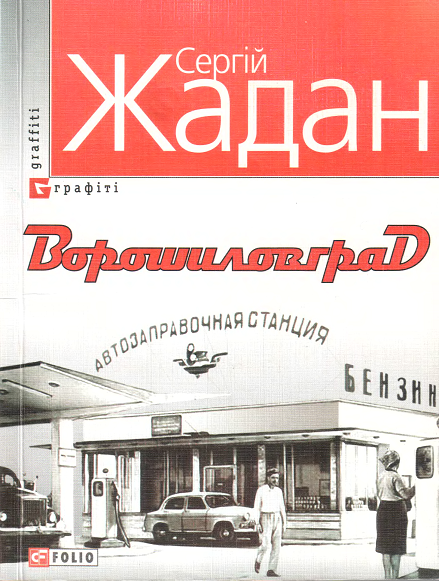 Сергій
Жадан
graffiti
графіті
Ворошиловград
АВТОЗАПРАВОЧНАЯ СТАНЦИЯ
БЕНЗИН
FOLIO